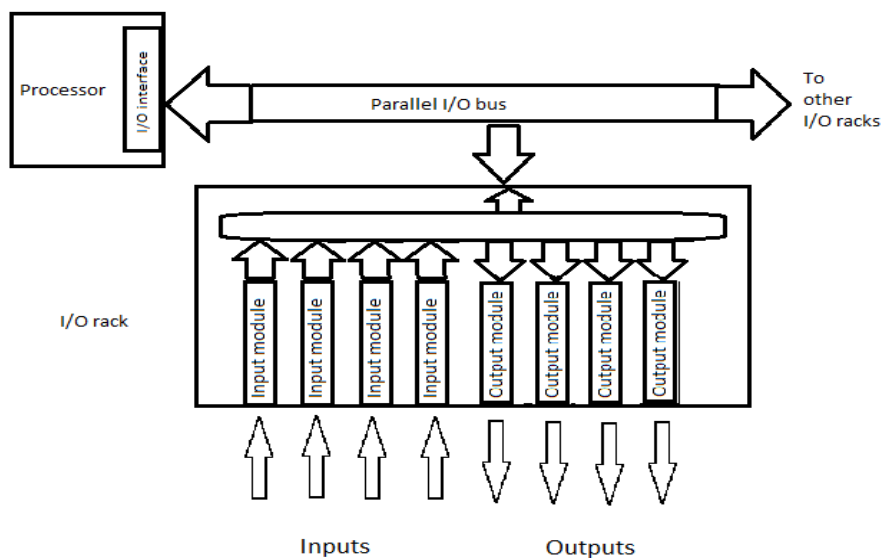 Processor
I/O interface
Parallel I/O bus
To
other
I/O racks
I/O rack
Input module
Input module
Input module
Input module
Output module
Output module
Output module
Output module
Inputs
Outputs